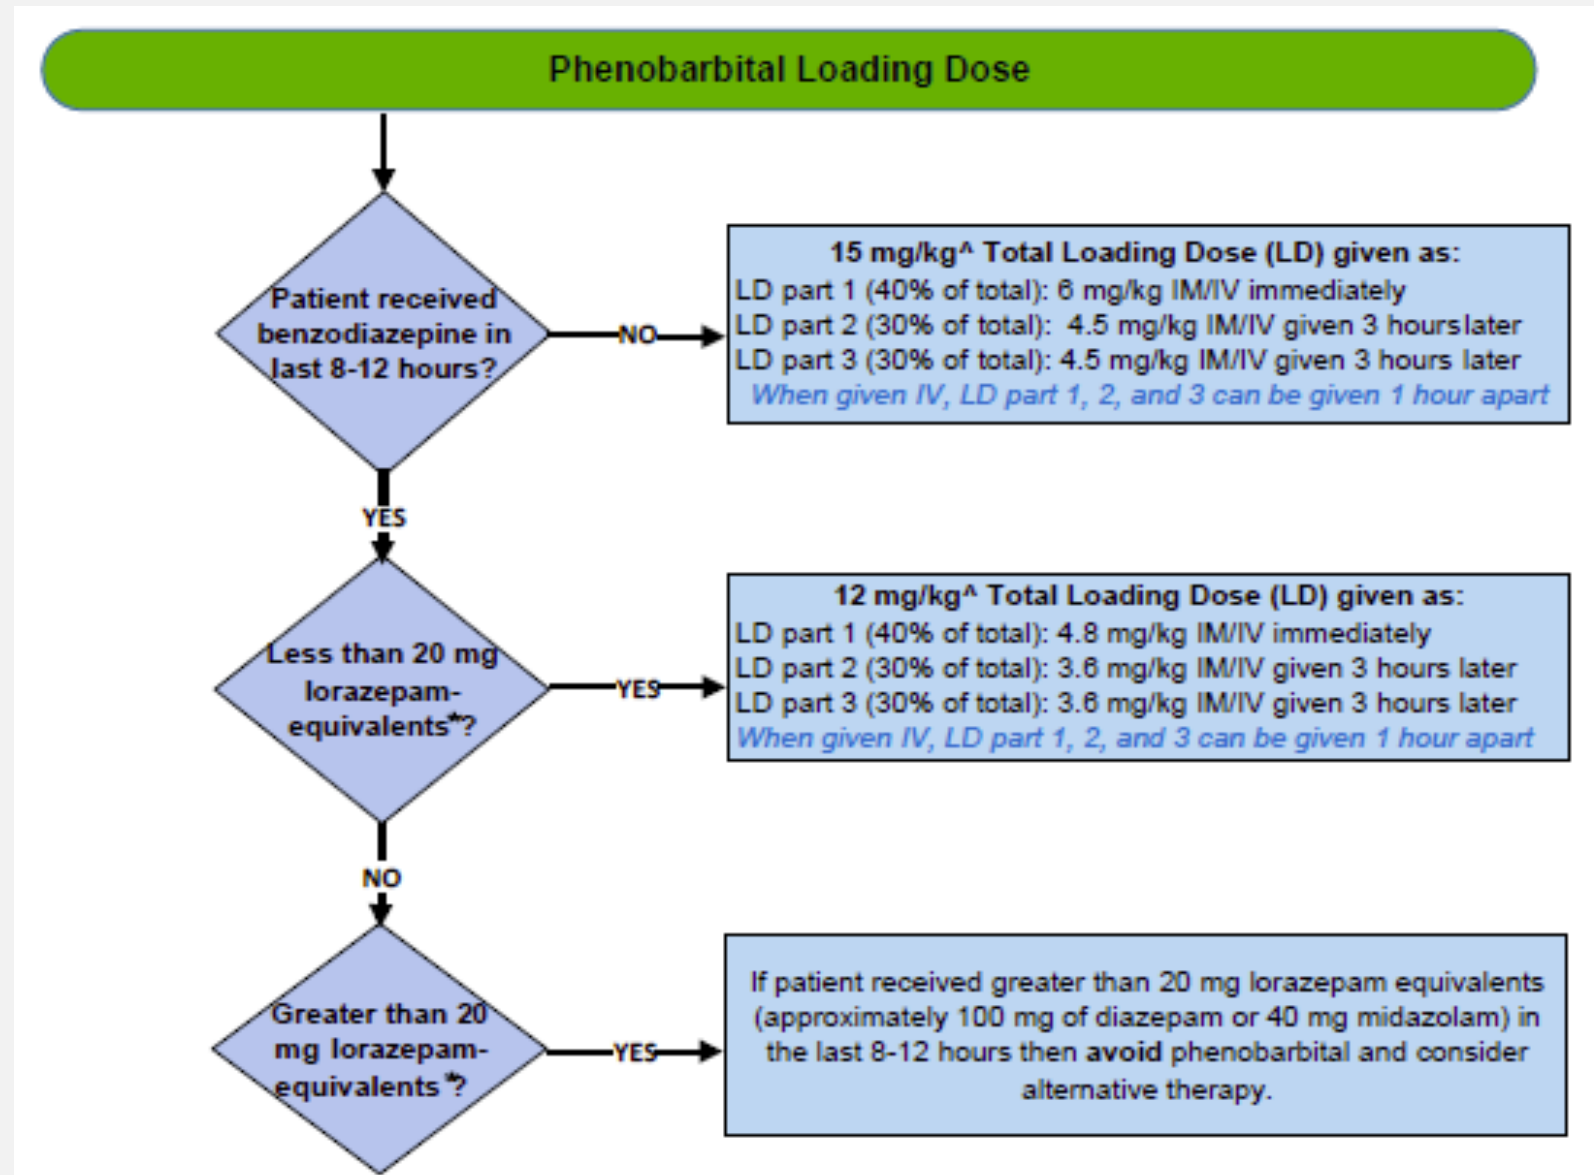 Phenobarbital Loading Dose
Patient received
benzodiazepine in
last 8-12 hours?
NO
15 mg/kg^ Total Loading Dose (LD) given as:
LD part 1 (40% of total): 6 mg/kg IM/IV immediately
LD part 2 (30% of total):  4.5 mg/kg IM/IV given 3 hourslater
LD part 3 (30% of total): 4.5 mg/kg IM/IV given 3 hours later
When given IV, LD part 1, 2, and 3 can be given 1 hour apart
YES
Less than 20 mg
lorazepam-
equivalents*?
YES
12 mg/kg^ Total Loading Dose (LD) given as:
LD part 1 (40% of total): 4.8 mg/kg IM/IV immediately
LD part 2 (30% of total): 3.6 mg/kg IM/IV given 3 hours later
LD part 3 (30% of total): 3.6 mg/kg IM/IV given 3 hours later
When given IV, LD part 1, 2, and 3 can be given 1 hour apart
NO
Greater than 20
mg lorazepam-
equivalents*?
YES
If patient received greater than 20 mg lorazepam equivalents
(approximately 100 mg of diazepam or 40 mg midazolam) in
the last 8-12 hours then avoid phenobarbital and consider
alternative therapy.